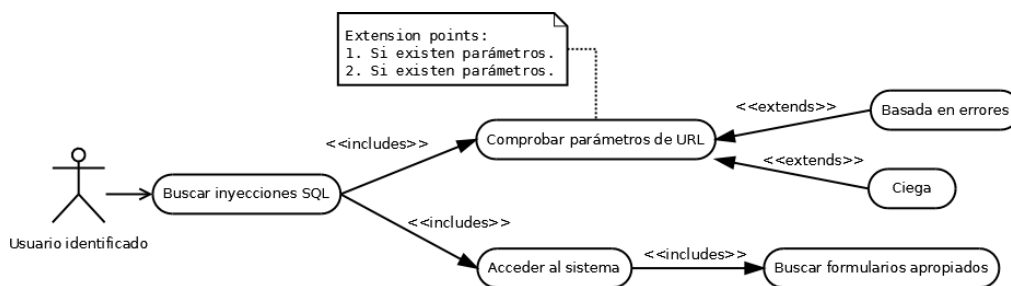 Extension points:
1. Si existen parámetros.
2. Si existen parámetros.
<<extends>>
Basada en errores
<<includes>>
Comprobar parámetros de URL
<<extends>>
Buscar inyecciones SQL
Ciega
<<includes>>
Usuario identificado
<<includes>>
Acceder al sistema
Buscar formularios apropiados